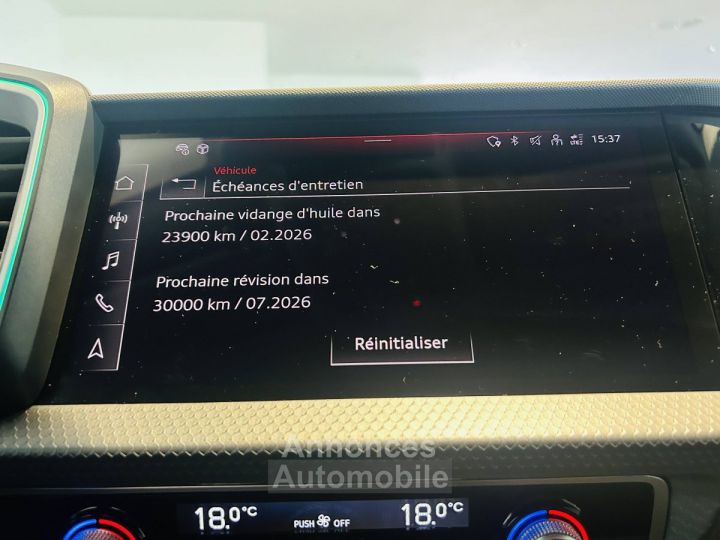 15:37
Véhicule
Échéances d'entretien
Prochaine vidange d'huile dans
23900 km / 02.2026
Prochaine révision dans
30000 km / 07.2026
Réinitialiser
Annonces
Automobile
18.0°C
PUSH OFF
18.0°C